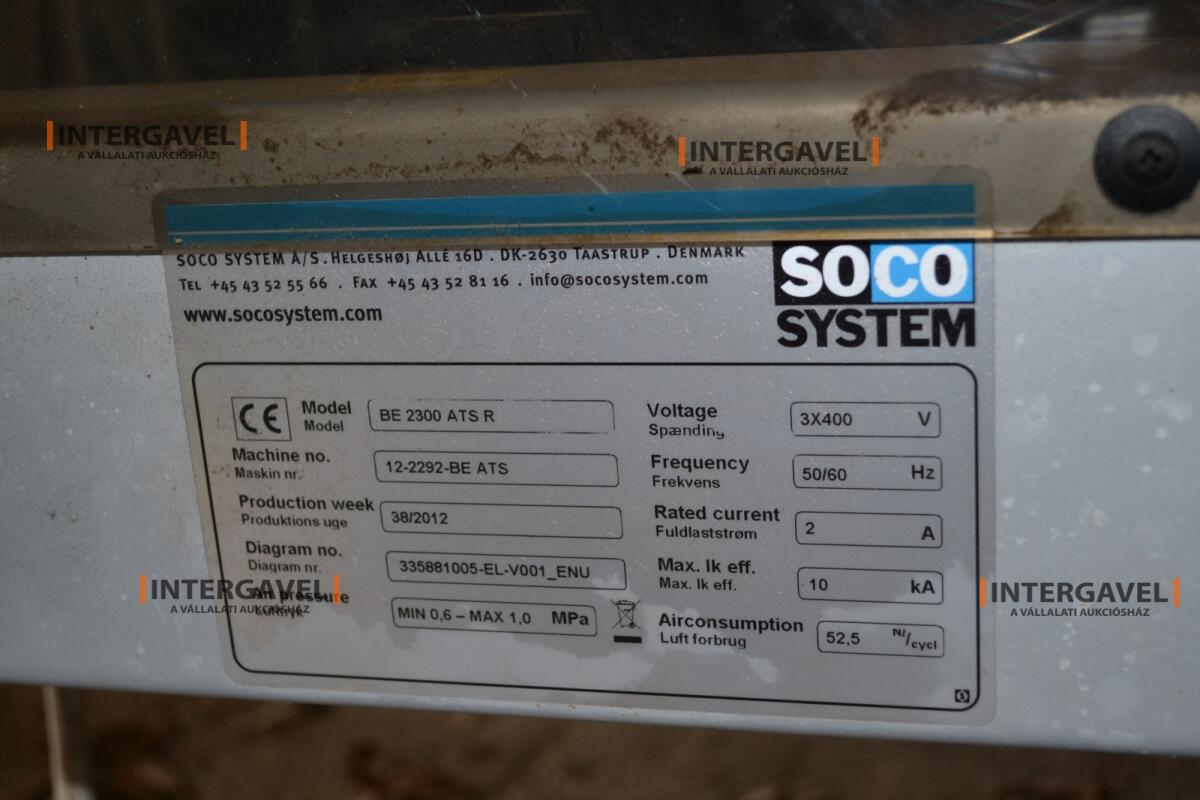 INTERGAVEL
A VÁLLALATI AUKCIÓSHÁZ
INTERGAVEL
A VÁLLALATI AUKCIÓSHÁZ
SOCO SYSTEM A/S . HELGESHØJ ALLÉ 16D . DK-2630 TAASTRUP . DENMARK
TEL +45 43 52 55 66 . FAX +45 43 52 81 16 . info@socosystem.com
www.socosystem.com
SOCO
SYSTEM
CE
Model
Model
BE 2300 ATS R
Voltage
Spænding
3X400 V
Machine no.
Maskin nr.
12-2292-BE ATS
Frequency
Frekvens
50/60 Hz
Production week
Produktions uge
38/2012
Rated current
Fuldlaststrøm
2 A
Diagram no.
Diagram nr.
335881005-EL-V001_ENU
Max. Ik eff.
Max. Ik eff.
10 kA
Air pressure
Lufttryk
MIN 0,6 – MAX 1,0 MPa
Airconsumption
Luft forbrug
52,5 Nl/cycl
INTERGAVEL
A VÁLLALATI AUKCIÓSHÁZ
INTERGAVEL
A VÁLLALATI AUKCIÓSHÁZ